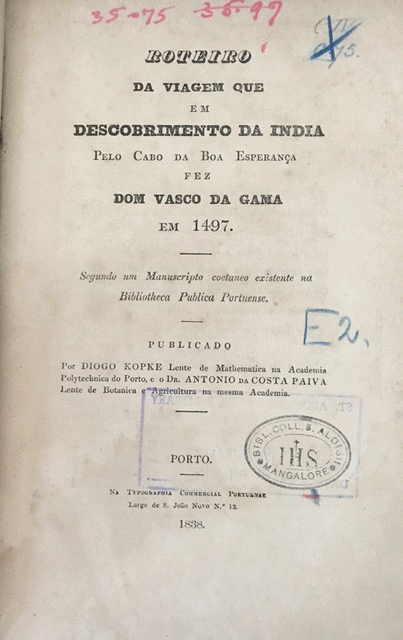 35-75 36-97
ROTEIRO
DA VIAGEM QUE
EM
DESCOBRIMENTO DA INDIA
PELO CABO DA BOA ESPERANÇA
FEZ
DOM VASCO DA GAMA
EM 1497.
Segundo um Manuscripto coetaneo existente na
Bibliotheca Publica Portuense.
E2.
PUBLICADO
Por DIOGO KOPKE Lente de Mathematica na Academia
Polytechnica do Porto, e o DR. ANTONIO DA COSTA PAIVA
Lente de Botanica e Agricultura na mesma Academia.
PORTO.
BIBL. COLL. S. ALOISII
IHS
MANGALORE
NA TYPOGRAPHIA COMMERCIAL PORTUENSE
Largo de S. João Novo N.º 12.
1838.